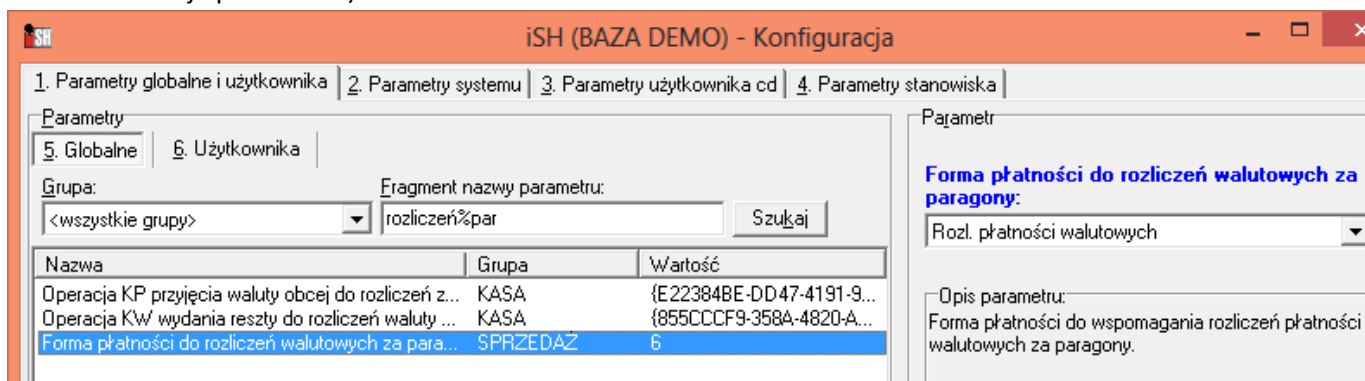 iSH iSH (BAZA DEMO) - Konfiguracja
1. Parametry globalne i użytkownika 2. Parametry systemu 3. Parametry użytkownika cd 4. Parametry stanowiska
Parametry
5. Globalne 6. Użytkownika
Grupa: Fragment nazwy parametru:
<wszystkie grupy> rozliczeń%par Szukaj
Nazwa Grupa Wartość
Operacja KP przyjęcia waluty obcej do rozliczeń z... KASA {E22384BE-DD47-4191-9...
Operacja KW wydania reszty do rozliczeń waluty ... KASA {855CCCF9-358A-4820-A...
Forma płatności do rozliczeń walutowych za para... SPRZEDAŻ 6
Parametr
Forma płatności do rozliczeń walutowych za
paragony:
Rozl. płatności walutowych
Opis parametru:
Forma płatności do wspomagania rozliczeń płatności
walutowych za paragony.